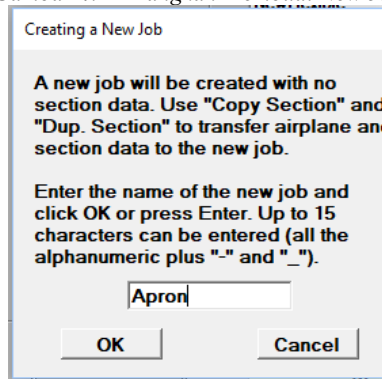 Creating a New Job
A new job will be created with no
section data. Use "Copy Section" and
"Dup. Section" to transfer airplane an
section data to the new job.
Enter the name of the new job and
click OK or press Enter. Up to 15
characters can be entered (all the
alphanumeric plus "-" and "_").
Apron
OK
Cancel